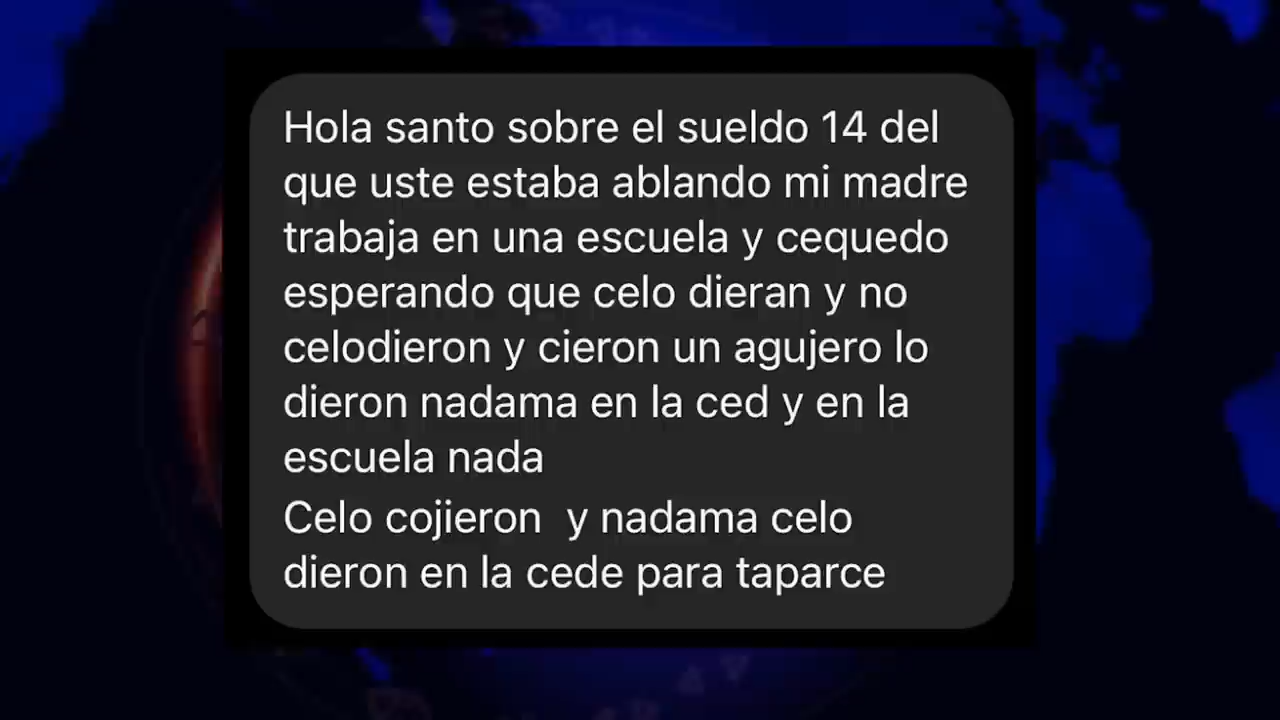 Hola santo sobre el sueldo 14 del
que uste estaba ablando mi madre
trabaja en una escuela y cequedo
esperando que celo dieran y no
celodieron y cieron un agujero lo
dieron nadama en la ced y en la
escuela nada
Celo cojieron  y nadama celo
dieron en la cede para taparce